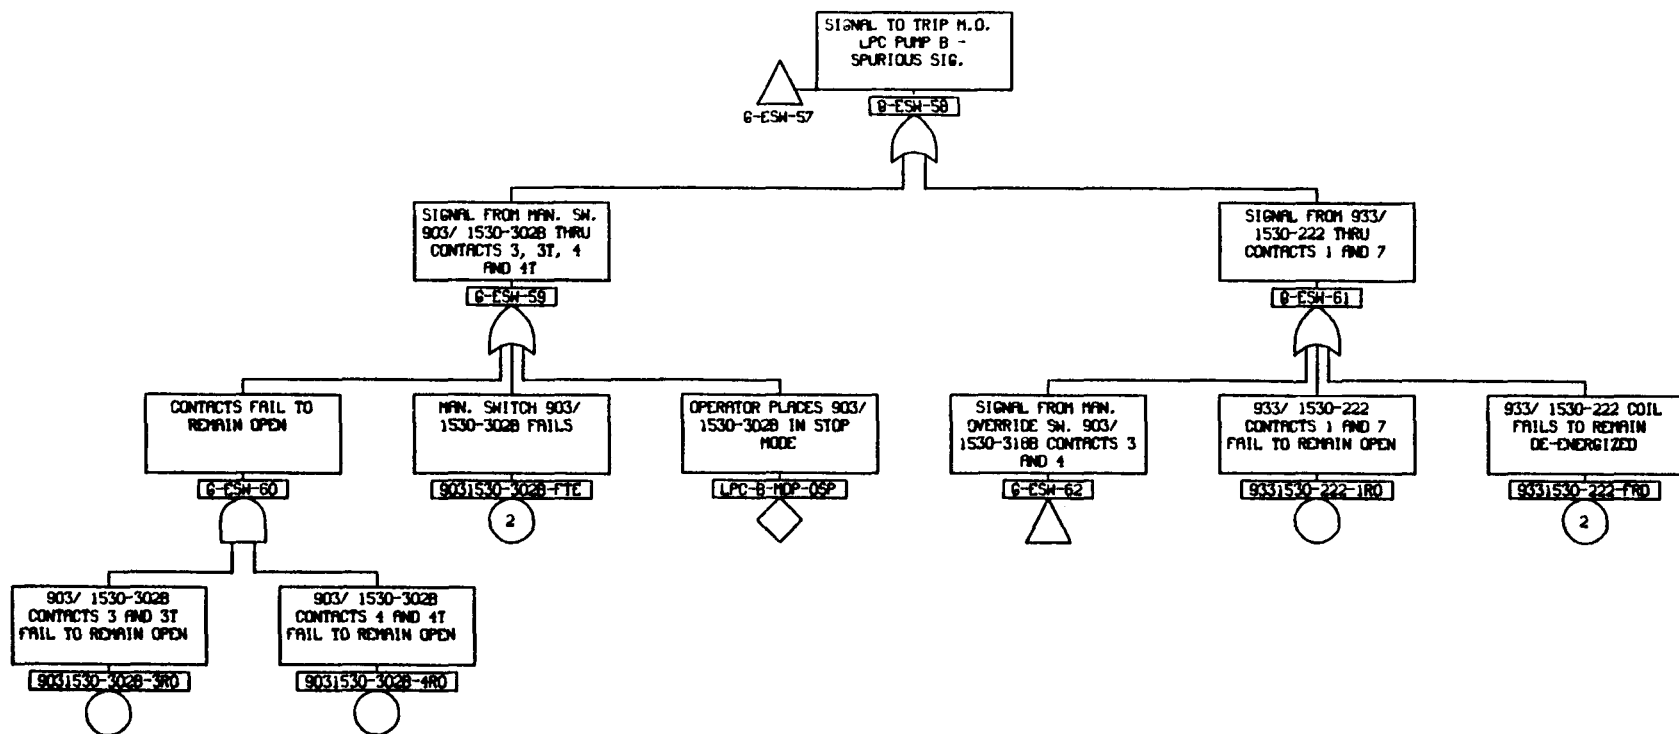 SIGNAL TO TRIP M.O.
LPC PUMP B -
SPURIOUS SIG.
G-ESW-57
G-ESW-58
SIGNAL FROM MAN. SW.
903/ 1530-302B THRU
CONTACTS 3, 3T, 4
AND 4T
G-ESW-59
SIGNAL FROM 933/
1530-222 THRU
CONTACTS 1 AND 7
G-ESW-61
CONTACTS FAIL TO
REMAIN OPEN
G-ESW-60
MAN. SWITCH 903/
1530-302B FAILS
9031530-302B-FTE
2
OPERATOR PLACES 903/
1530-302B IN STOP
MODE
LPC-B-MOP-OSP
SIGNAL FROM MAN.
OVERRIDE SW. 903/
1530-318B CONTACTS 3
AND 4
G-ESW-62
933/ 1530-222
CONTACTS 1 AND 7
FAIL TO REMAIN OPEN
9331530-222-1RO
933/ 1530-222 COIL
FAILS TO REMAIN
DE-ENERGIZED
9331530-222-FRD
2
903/ 1530-302B
CONTACTS 3 AND 3T
FAIL TO REMAIN OPEN
9031530-302B-3RO
903/ 1530-302B
CONTACTS 4 AND 4T
FAIL TO REMAIN OPEN
9031530-302B-4RO